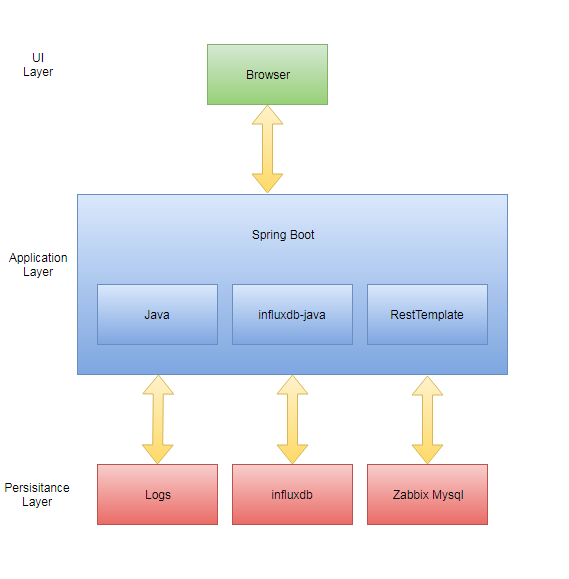 UI
Layer
Browser
Spring Boot
Application
Layer
Java
influxdb-java
RestTemplate
Persisitance
Layer
Logs
influxdb
Zabbix Mysql